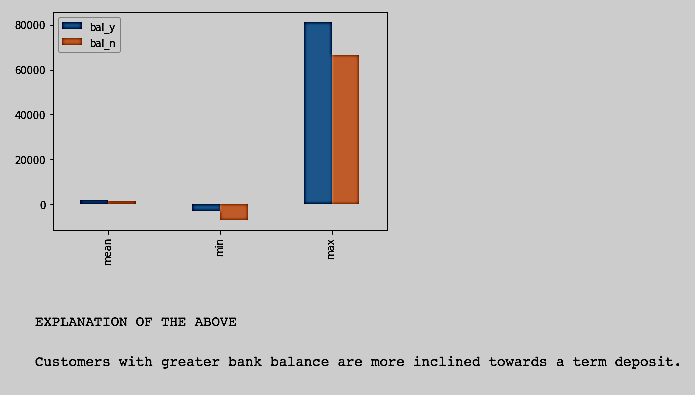 80000
60000
40000
20000
0
bal_y
bal_n
mean
min
max
EXPLANATION OF THE ABOVE
Customers with greater bank balance are more inclined towards a term deposit.